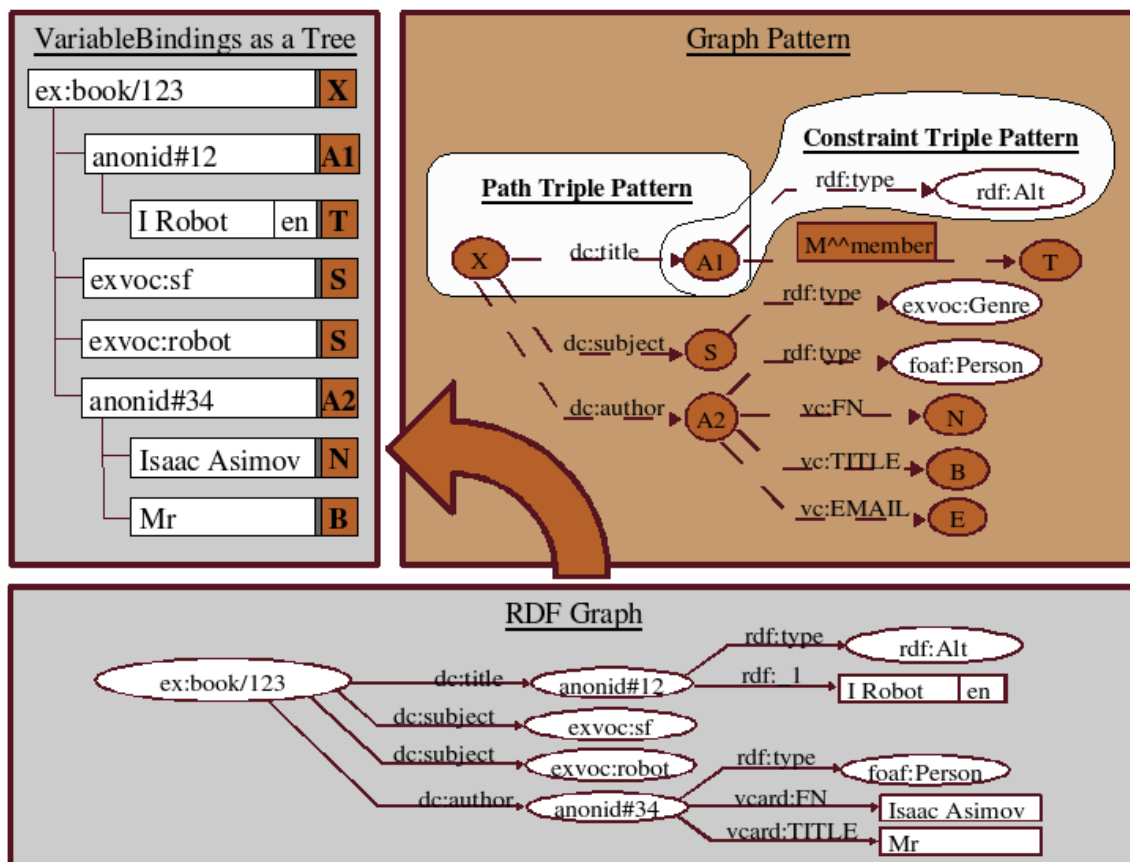 VariableBindings as a Tree
ex:book/123 X
anonid#12 A1
I Robot en T
exvoc:sf S
exvoc:robot S
anonid#34 A2
Isaac Asimov N
Mr B
Graph Pattern
Constraint Triple Pattern
rdf:type rdf:Alt
Path Triple Pattern
M^^member
X dc:title A1 T
rdf:type exvoc:Genre
dc:subject S
rdf:type foaf:Person
dc:author A2 vc:FN N
vc:TITLE B
vc:EMAIL E
RDF Graph
rdf:type rdf:Alt
ex:book/123 dc:title anonid#12 rdf:_1 I Robot en
dc:subject exvoc:sf
dc:subject exvoc:robot
rdf:type foaf:Person
dc:author anonid#34 vcard:FN Isaac Asimov
vcard:TITLE Mr